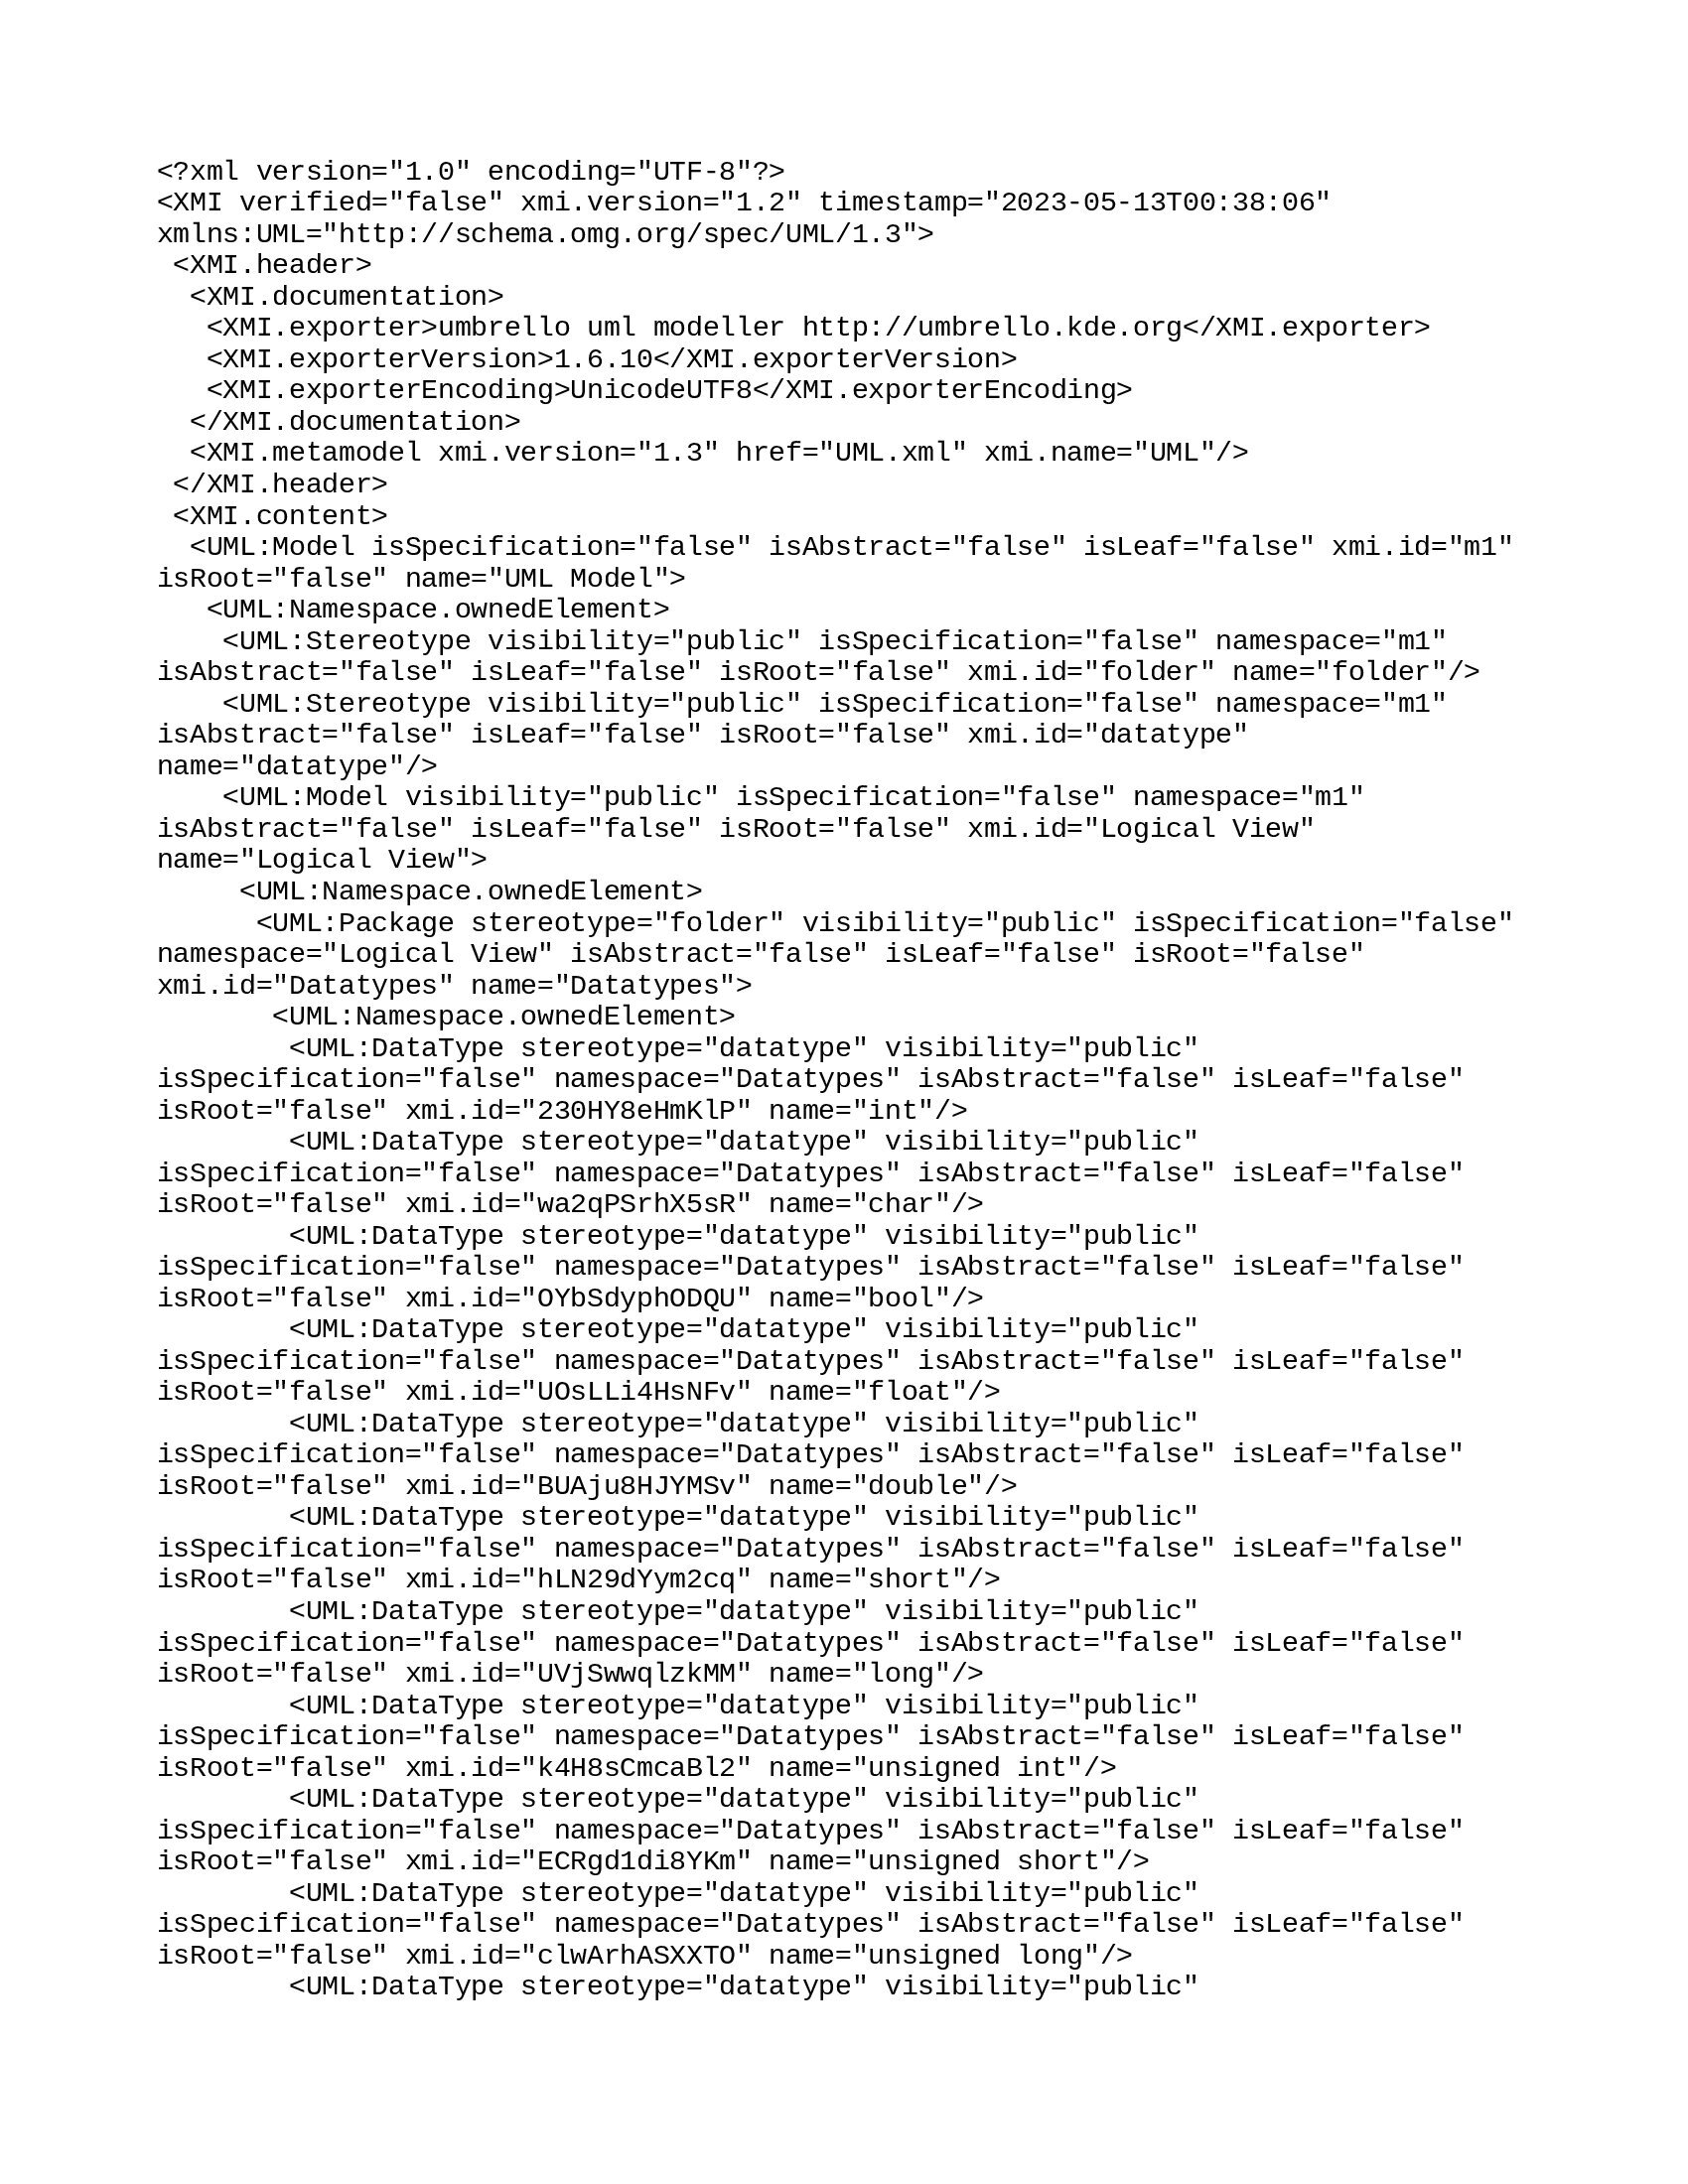 <?xml version="1.0" encoding="UTF-8"?>
<XMI verified="false" xmi.version="1.2" timestamp="2023-05-13T00:38:06"
xmlns:UML="http://schema.omg.org/spec/UML/1.3">
 <XMI.header>
  <XMI.documentation>
   <XMI.exporter>umbrello uml modeller http://umbrello.kde.org</XMI.exporter>
   <XMI.exporterVersion>1.6.10</XMI.exporterVersion>
   <XMI.exporterEncoding>UnicodeUTF8</XMI.exporterEncoding>
  </XMI.documentation>
  <XMI.metamodel xmi.version="1.3" href="UML.xml" xmi.name="UML"/>
 </XMI.header>
 <XMI.content>
  <UML:Model isSpecification="false" isAbstract="false" isLeaf="false" xmi.id="m1"
isRoot="false" name="UML Model">
   <UML:Namespace.ownedElement>
    <UML:Stereotype visibility="public" isSpecification="false" namespace="m1"
isAbstract="false" isLeaf="false" isRoot="false" xmi.id="folder" name="folder"/>
    <UML:Stereotype visibility="public" isSpecification="false" namespace="m1"
isAbstract="false" isLeaf="false" isRoot="false" xmi.id="datatype"
name="datatype"/>
    <UML:Model visibility="public" isSpecification="false" namespace="m1"
isAbstract="false" isLeaf="false" isRoot="false" xmi.id="Logical View"
name="Logical View">
     <UML:Namespace.ownedElement>
      <UML:Package stereotype="folder" visibility="public" isSpecification="false"
namespace="Logical View" isAbstract="false" isLeaf="false" isRoot="false"
xmi.id="Datatypes" name="Datatypes">
       <UML:Namespace.ownedElement>
        <UML:DataType stereotype="datatype" visibility="public"
isSpecification="false" namespace="Datatypes" isAbstract="false" isLeaf="false"
isRoot="false" xmi.id="230HY8eHmKlP" name="int"/>
        <UML:DataType stereotype="datatype" visibility="public"
isSpecification="false" namespace="Datatypes" isAbstract="false" isLeaf="false"
isRoot="false" xmi.id="wa2qPSrhX5sR" name="char"/>
        <UML:DataType stereotype="datatype" visibility="public"
isSpecification="false" namespace="Datatypes" isAbstract="false" isLeaf="false"
isRoot="false" xmi.id="OYbSdyphODQU" name="bool"/>
        <UML:DataType stereotype="datatype" visibility="public"
isSpecification="false" namespace="Datatypes" isAbstract="false" isLeaf="false"
isRoot="false" xmi.id="UOsLLi4HsNFv" name="float"/>
        <UML:DataType stereotype="datatype" visibility="public"
isSpecification="false" namespace="Datatypes" isAbstract="false" isLeaf="false"
isRoot="false" xmi.id="BUAju8HJYMSv" name="double"/>
        <UML:DataType stereotype="datatype" visibility="public"
isSpecification="false" namespace="Datatypes" isAbstract="false" isLeaf="false"
isRoot="false" xmi.id="hLN29dYym2cq" name="short"/>
        <UML:DataType stereotype="datatype" visibility="public"
isSpecification="false" namespace="Datatypes" isAbstract="false" isLeaf="false"
isRoot="false" xmi.id="UVjSwwqlzkMM" name="long"/>
        <UML:DataType stereotype="datatype" visibility="public"
isSpecification="false" namespace="Datatypes" isAbstract="false" isLeaf="false"
isRoot="false" xmi.id="k4H8sCmcaBl2" name="unsigned int"/>
        <UML:DataType stereotype="datatype" visibility="public"
isSpecification="false" namespace="Datatypes" isAbstract="false" isLeaf="false"
isRoot="false" xmi.id="ECRgd1di8YKm" name="unsigned short"/>
        <UML:DataType stereotype="datatype" visibility="public"
isSpecification="false" namespace="Datatypes" isAbstract="false" isLeaf="false"
isRoot="false" xmi.id="clwArhASXXTO" name="unsigned long"/>
        <UML:DataType stereotype="datatype" visibility="public"